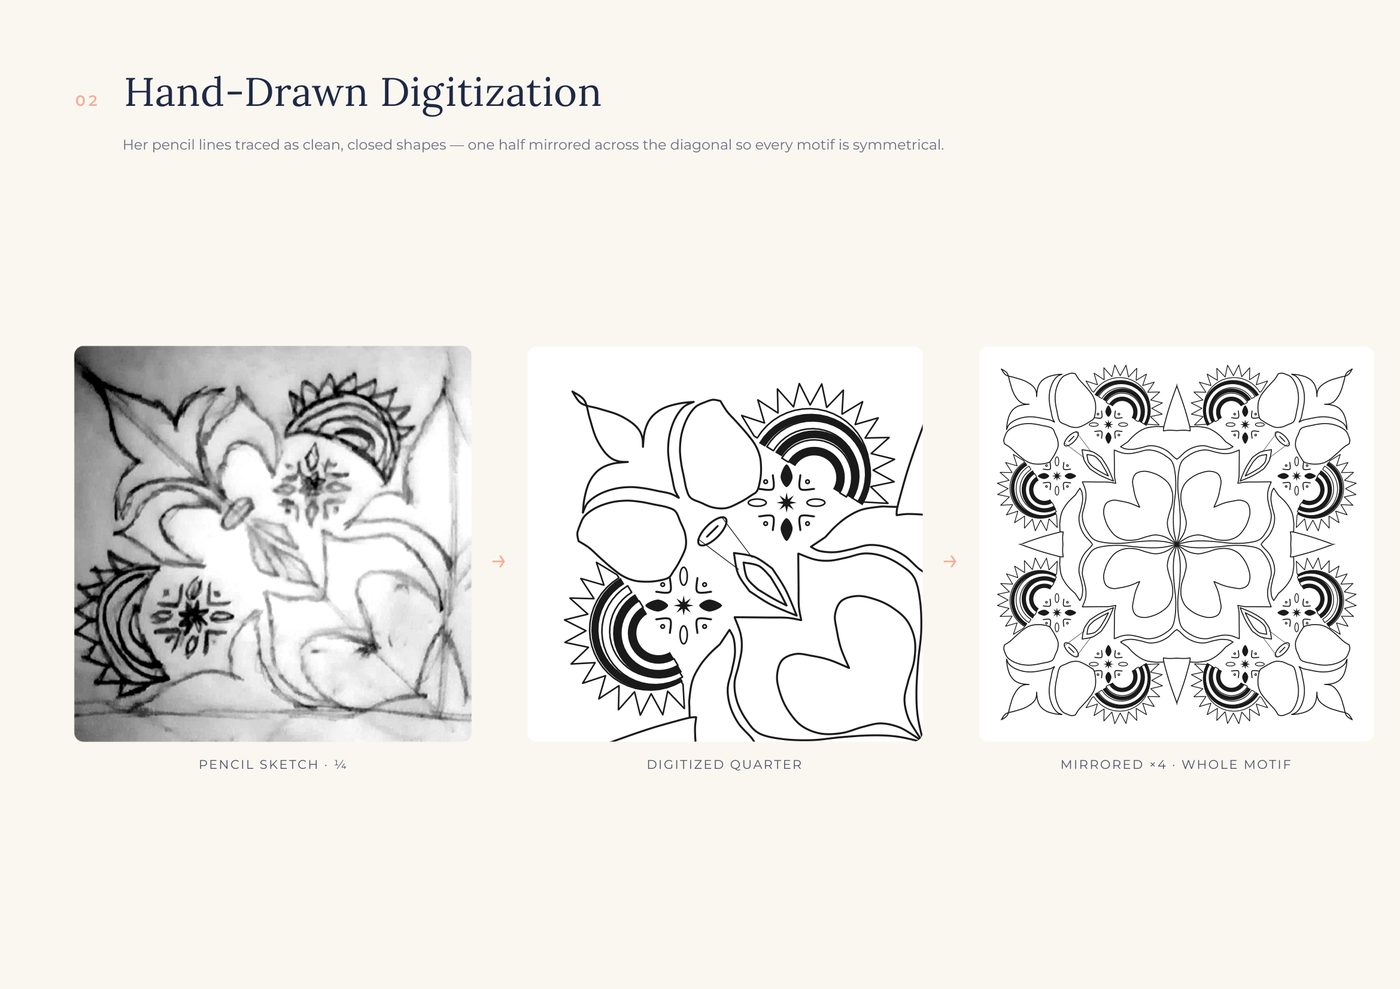 02 Hand-Drawn Digitization
Her pencil lines traced as clean, closed shapes — one half mirrored across the diagonal so every motif is symmetrical.
PENCIL SKETCH · ¼
DIGITIZED QUARTER
MIRRORED ×4 · WHOLE MOTIF